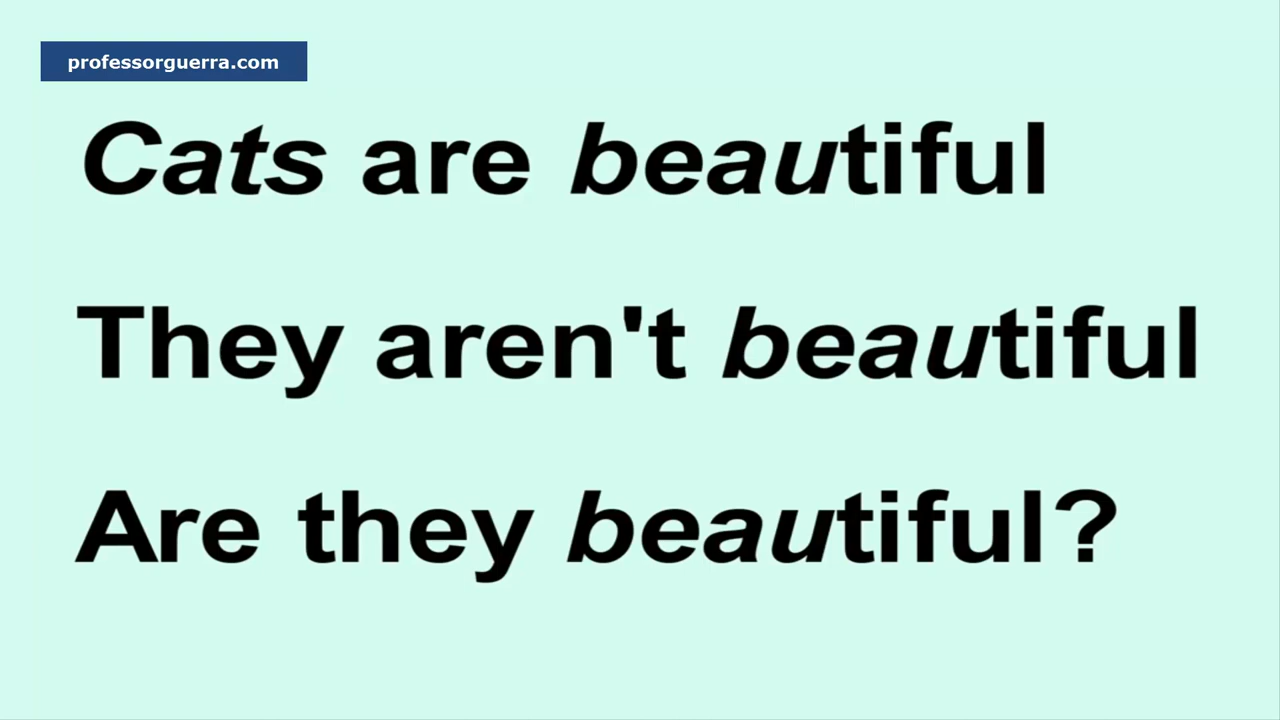 professorguerra.com
Cats are beautiful
They aren't beautiful
Are they beautiful?